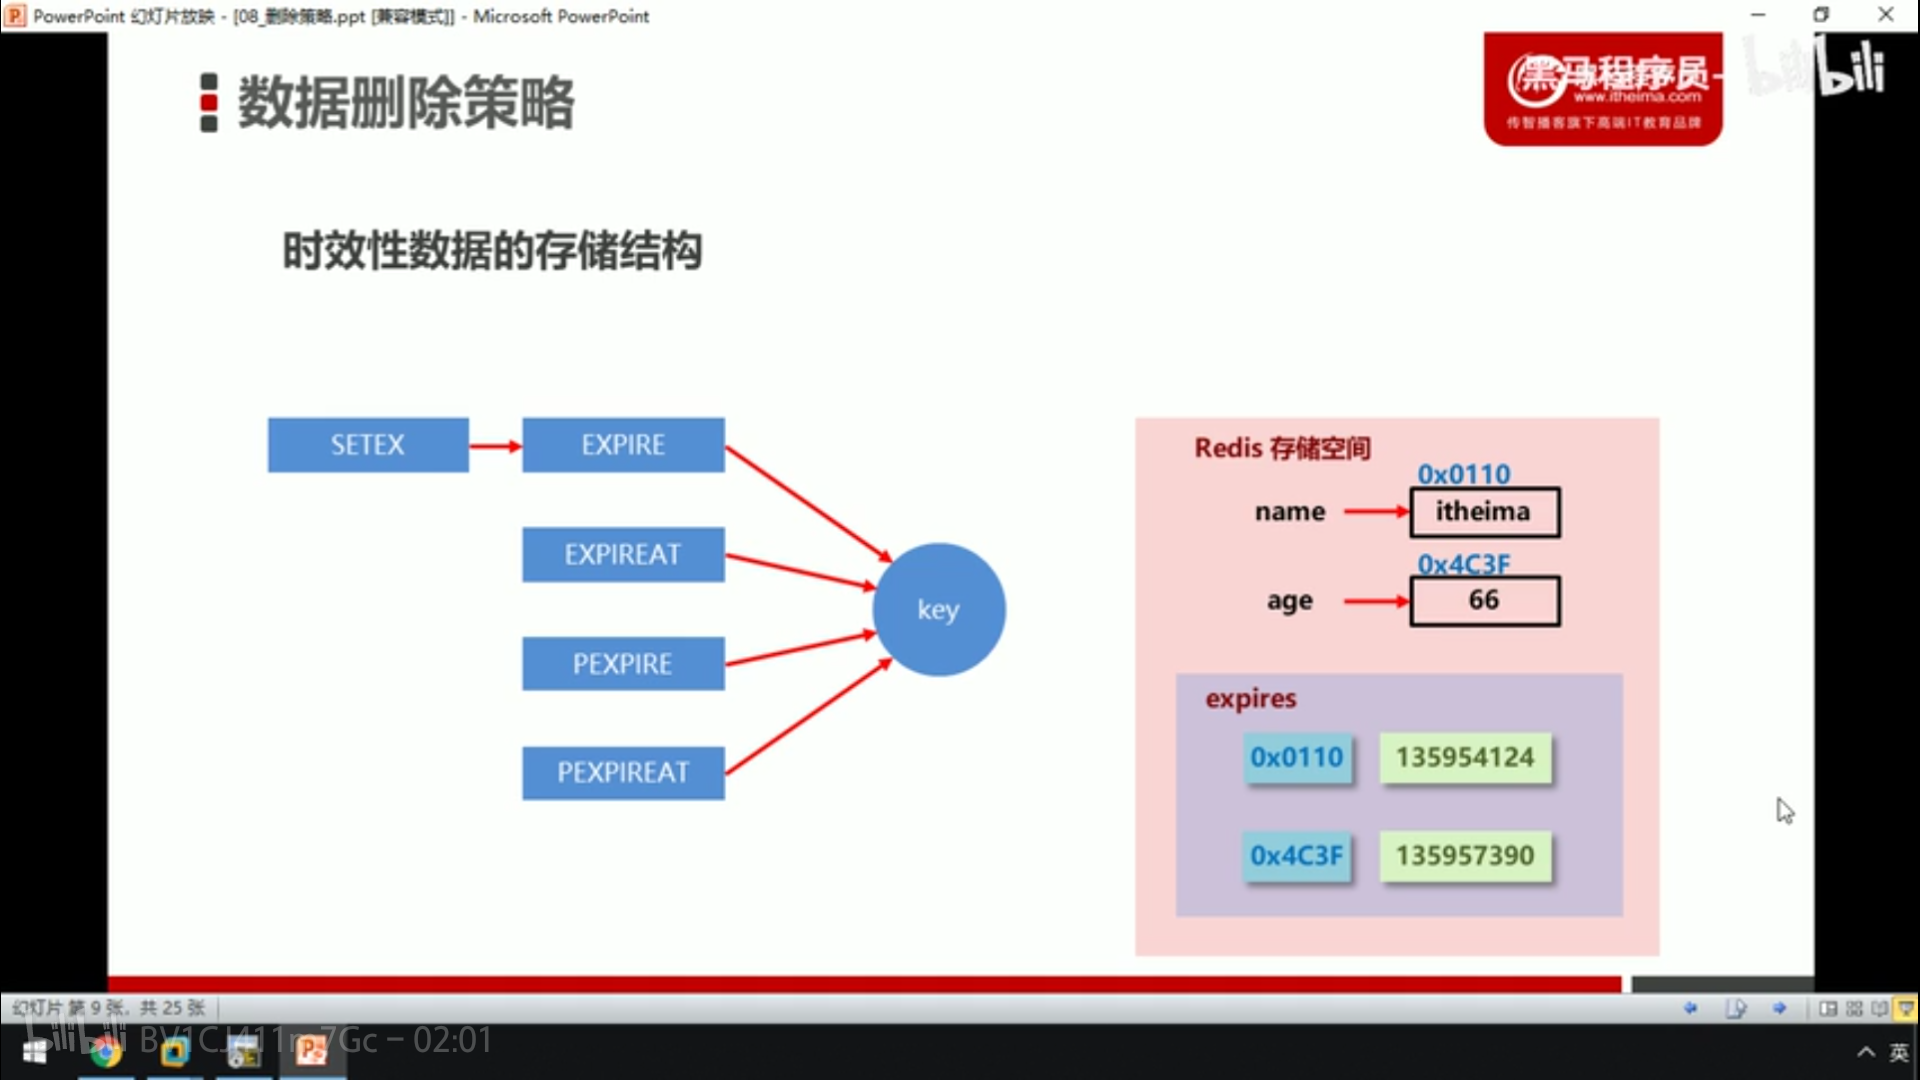 PowerPoint 幻灯片放映 - [08_删除策略.ppt [兼容模式]] - Microsoft PowerPoint
数据删除策略
黑马程序员-
www.itheima.com
传智播客旗下高端IT教育品牌
bilibili
时效性数据的存储结构
SETEX
EXPIRE
EXPIREAT
PEXPIRE
PEXPIREAT
key
Redis 存储空间
0x0110
name
itheima
0x4C3F
age
66
expires
0x0110
135954124
0x4C3F
135957390
幻灯片 第 9 张，共 25 张
bilibili
02:01
英